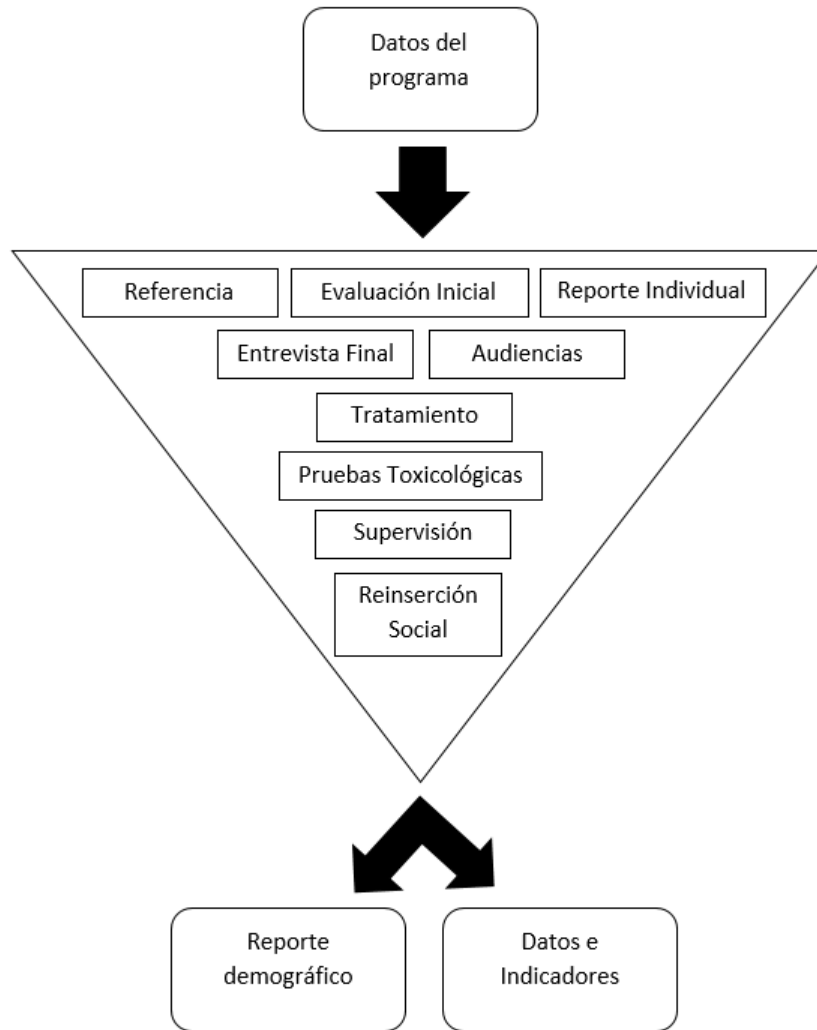 Datos del
programa
Referencia
Evaluación Inicial
Reporte Individual
Entrevista Final
Audiencias
Tratamiento
Pruebas Toxicológicas
Supervisión
Reinserción
Social
Reporte
demográfico
Datos e
Indicadores